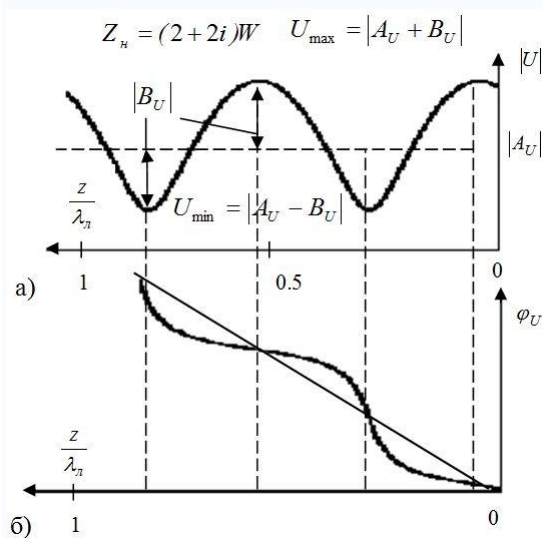 Z_н = (2 + 2i)W   U_max = |A_U + B_U|
|U|
|B_U|
|A_U|
z/λ_л
U_min = |A_U − B_U|
а) 1 0.5 0
φ_U
z/λ_л
б) 1 0